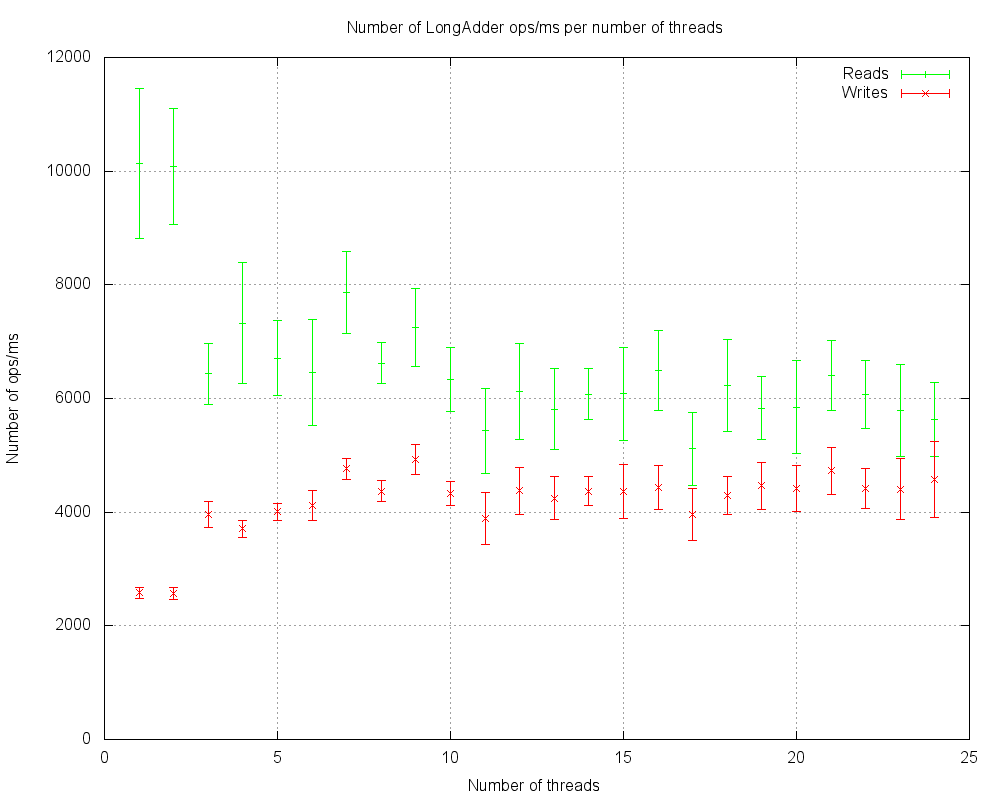 Number of LongAdder ops/ms per number of threads
12000
10000
8000
6000
4000
2000
0
Number of ops/ms
Reads
Writes
0 5 10 15 20 25
Number of threads